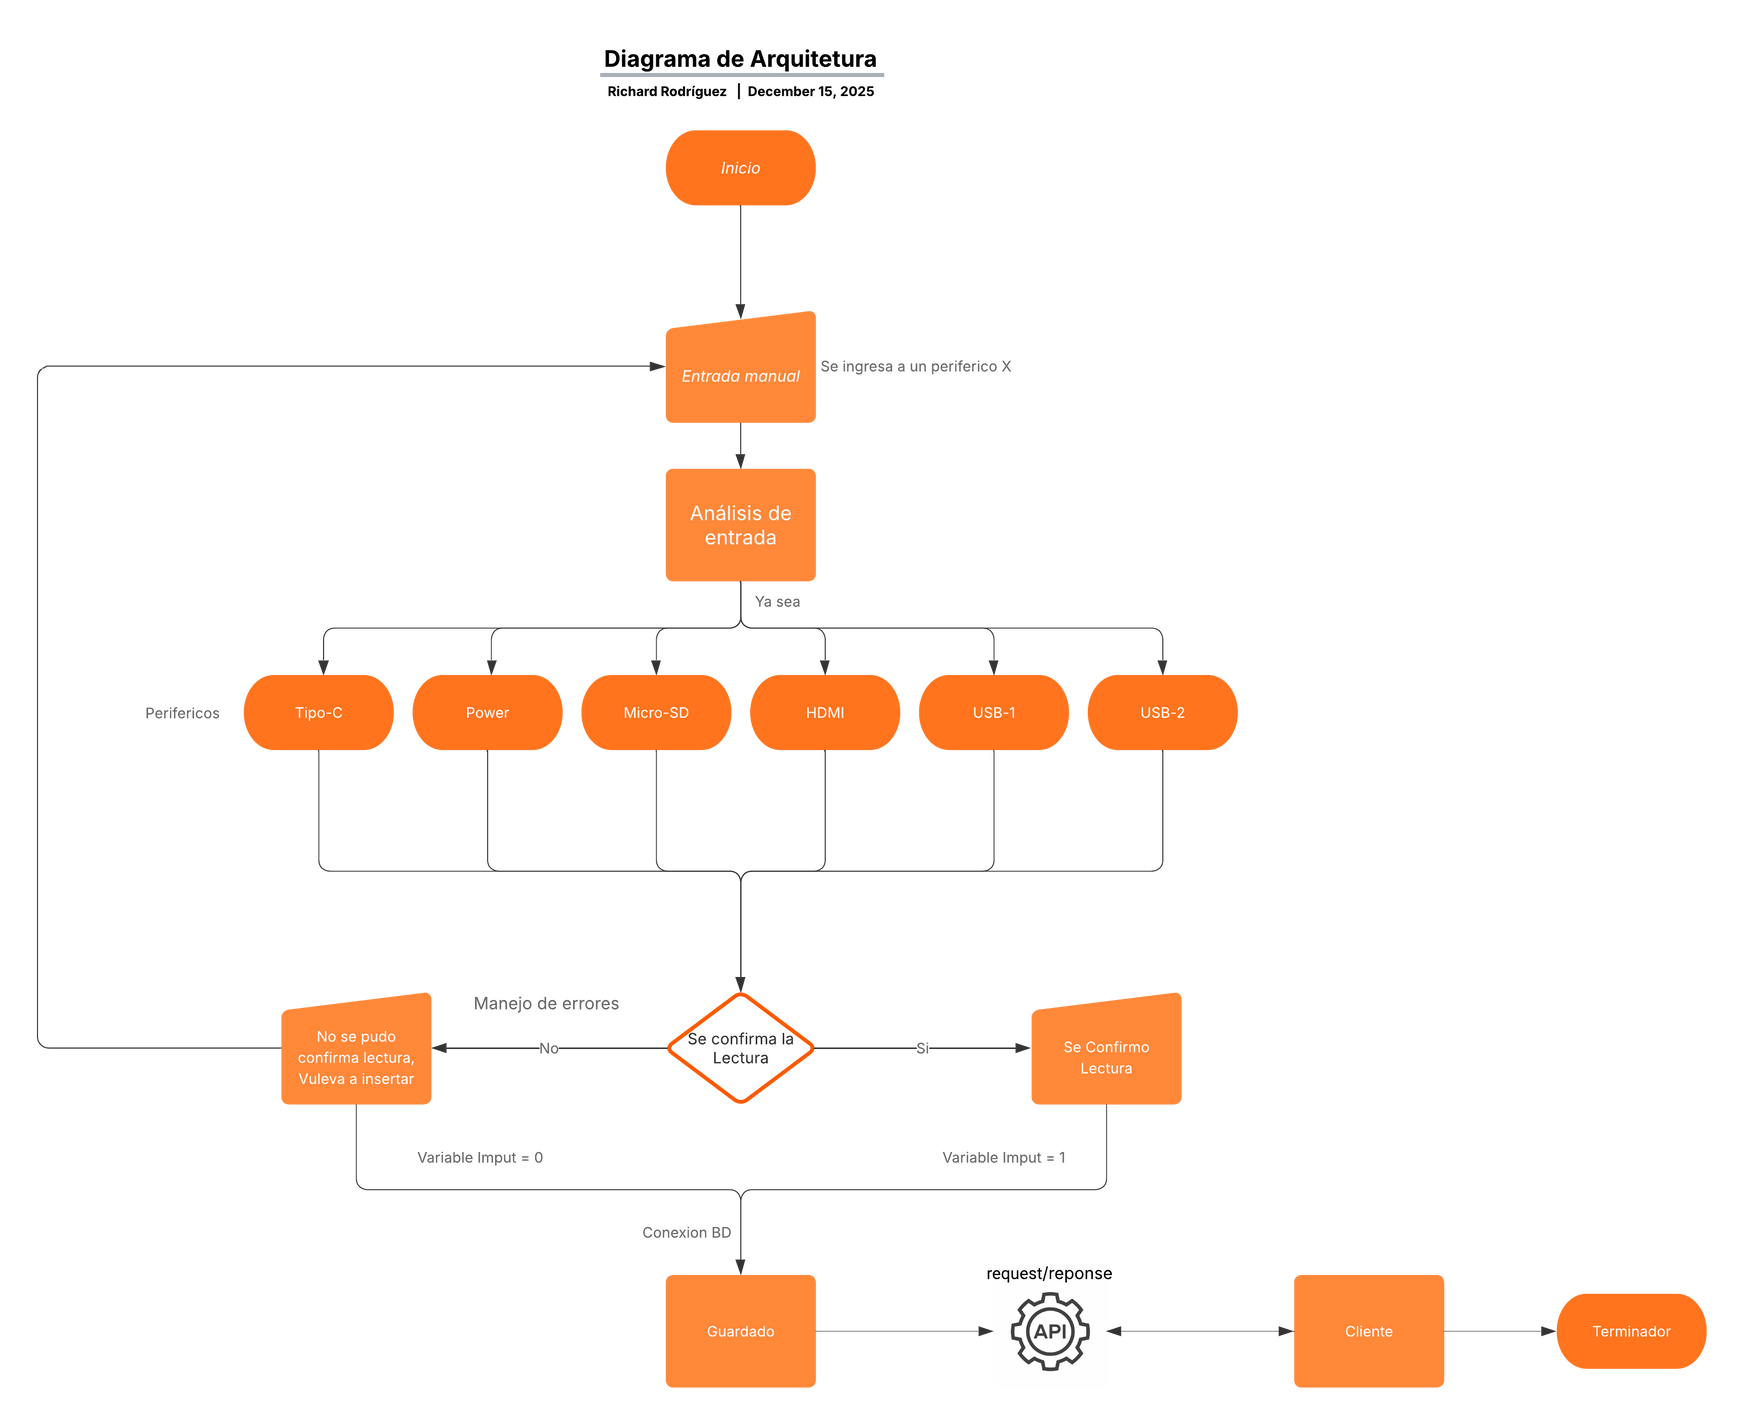 Diagrama de Arquitetura
Richard Rodríguez | December 15, 2025
Inicio
Entrada manual
Se ingresa a un periferico X
Análisis de
entrada
Ya sea
Perifericos
Tipo-C
Power
Micro-SD
HDMI
USB-1
USB-2
Manejo de errores
No se pudo
confirma lectura,
Vuleva a insertar
No
Se confirma la
Lectura
Si
Se Confirmo
Lectura
Variable Imput = 0
Variable Imput = 1
Conexion BD
Guardado
request/reponse
API
Cliente
Terminador